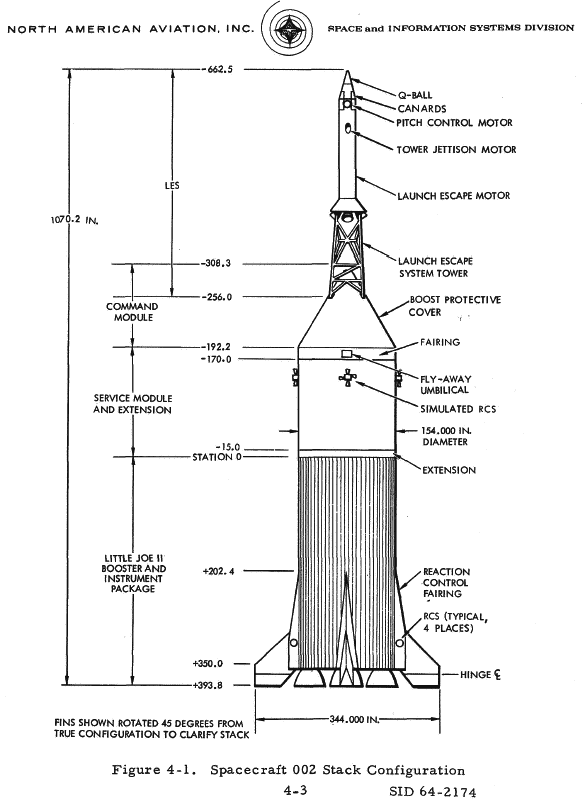 NORTH AMERICAN AVIATION, INC.
SPACE and INFORMATION SYSTEMS DIVISION
-662.5
Q-BALL
CANARDS
PITCH CONTROL MOTOR
TOWER JETTISON MOTOR
LES
LAUNCH ESCAPE MOTOR
1070.2 IN.
LAUNCH ESCAPE
SYSTEM TOWER
-308.3
-256.0
COMMAND
MODULE
BOOST PROTECTIVE
COVER
-192.2
FAIRING
-170.0
FLY-AWAY
UMBILICAL
SERVICE MODULE
AND EXTENSION
SIMULATED RCS
154.000 IN.
DIAMETER
-15.0
STATION 0
EXTENSION
LITTLE JOE II
BOOSTER AND
INSTRUMENT
PACKAGE
+202.4
REACTION
CONTROL
FAIRING
RCS (TYPICAL,
4 PLACES)
+350.0
HINGE ℄
+393.8
344.000 IN.
FINS SHOWN ROTATED 45 DEGREES FROM
TRUE CONFIGURATION TO CLARIFY STACK
Figure 4-1. Spacecraft 002 Stack Configuration
4-3
SID 64-2174